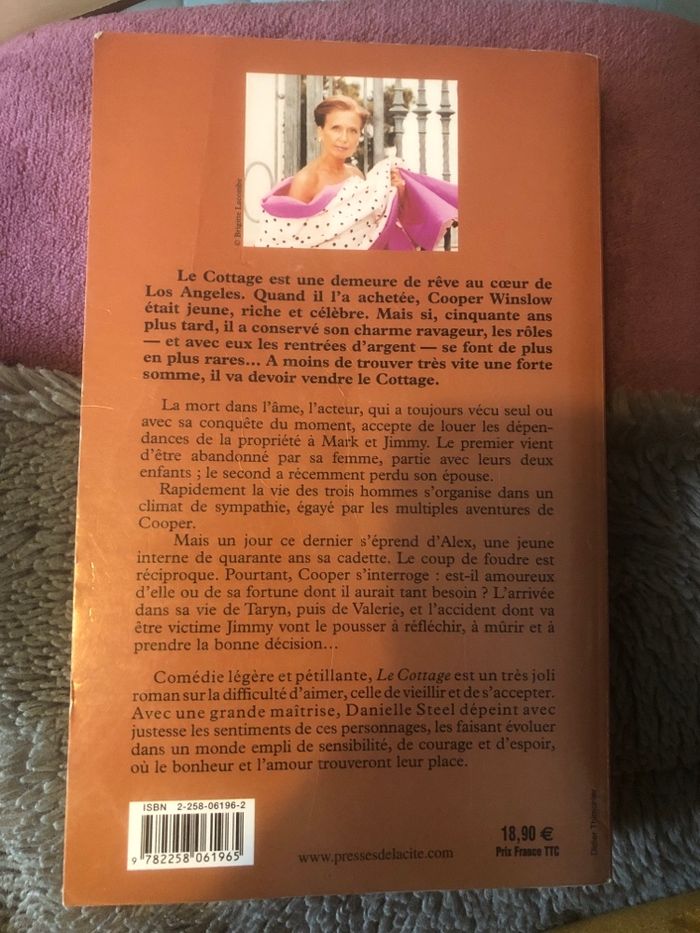 © Brigitte Lacombe
Le Cottage est une demeure de rêve au cœur de
Los Angeles. Quand il l'a achetée, Cooper Winslow
était jeune, riche et célèbre. Mais si, cinquante ans
plus tard, il a conservé son charme ravageur, les rôles
— et avec eux les rentrées d'argent — se font de plus
en plus rares... A moins de trouver très vite une forte
somme, il va devoir vendre le Cottage.
La mort dans l'âme, l'acteur, qui a toujours vécu seul ou
avec sa conquête du moment, accepte de louer les dépen-
dances de la propriété à Mark et Jimmy. Le premier vient
d'être abandonné par sa femme, partie avec leurs deux
enfants ; le second a récemment perdu son épouse.
Rapidement la vie des trois hommes s'organise dans un
climat de sympathie, égayé par les multiples aventures de
Cooper.
Mais un jour ce dernier s'éprend d'Alex, une jeune
interne de quarante ans sa cadette. Le coup de foudre est
réciproque. Pourtant, Cooper s'interroge : est-il amoureux
d'elle ou de sa fortune dont il aurait tant besoin ? L'arrivée
dans sa vie de Taryn, puis de Valerie, et l'accident dont va
être victime Jimmy vont le pousser à réfléchir, à mûrir et à
prendre la bonne décision...
Comédie légère et pétillante, Le Cottage est un très joli
roman sur la difficulté d'aimer, celle de vieillir et de s'accepter.
Avec une grande maîtrise, Danielle Steel dépeint avec
justesse les sentiments de ces personnages, les faisant évoluer
dans un monde empli de sensibilité, de courage et d'espoir,
où le bonheur et l'amour trouveront leur place.
ISBN 2-258-06196-2
9 782258 061965
www.pressesdelacite.com
18,90 €
Prix France TTC
Didier Thimonier